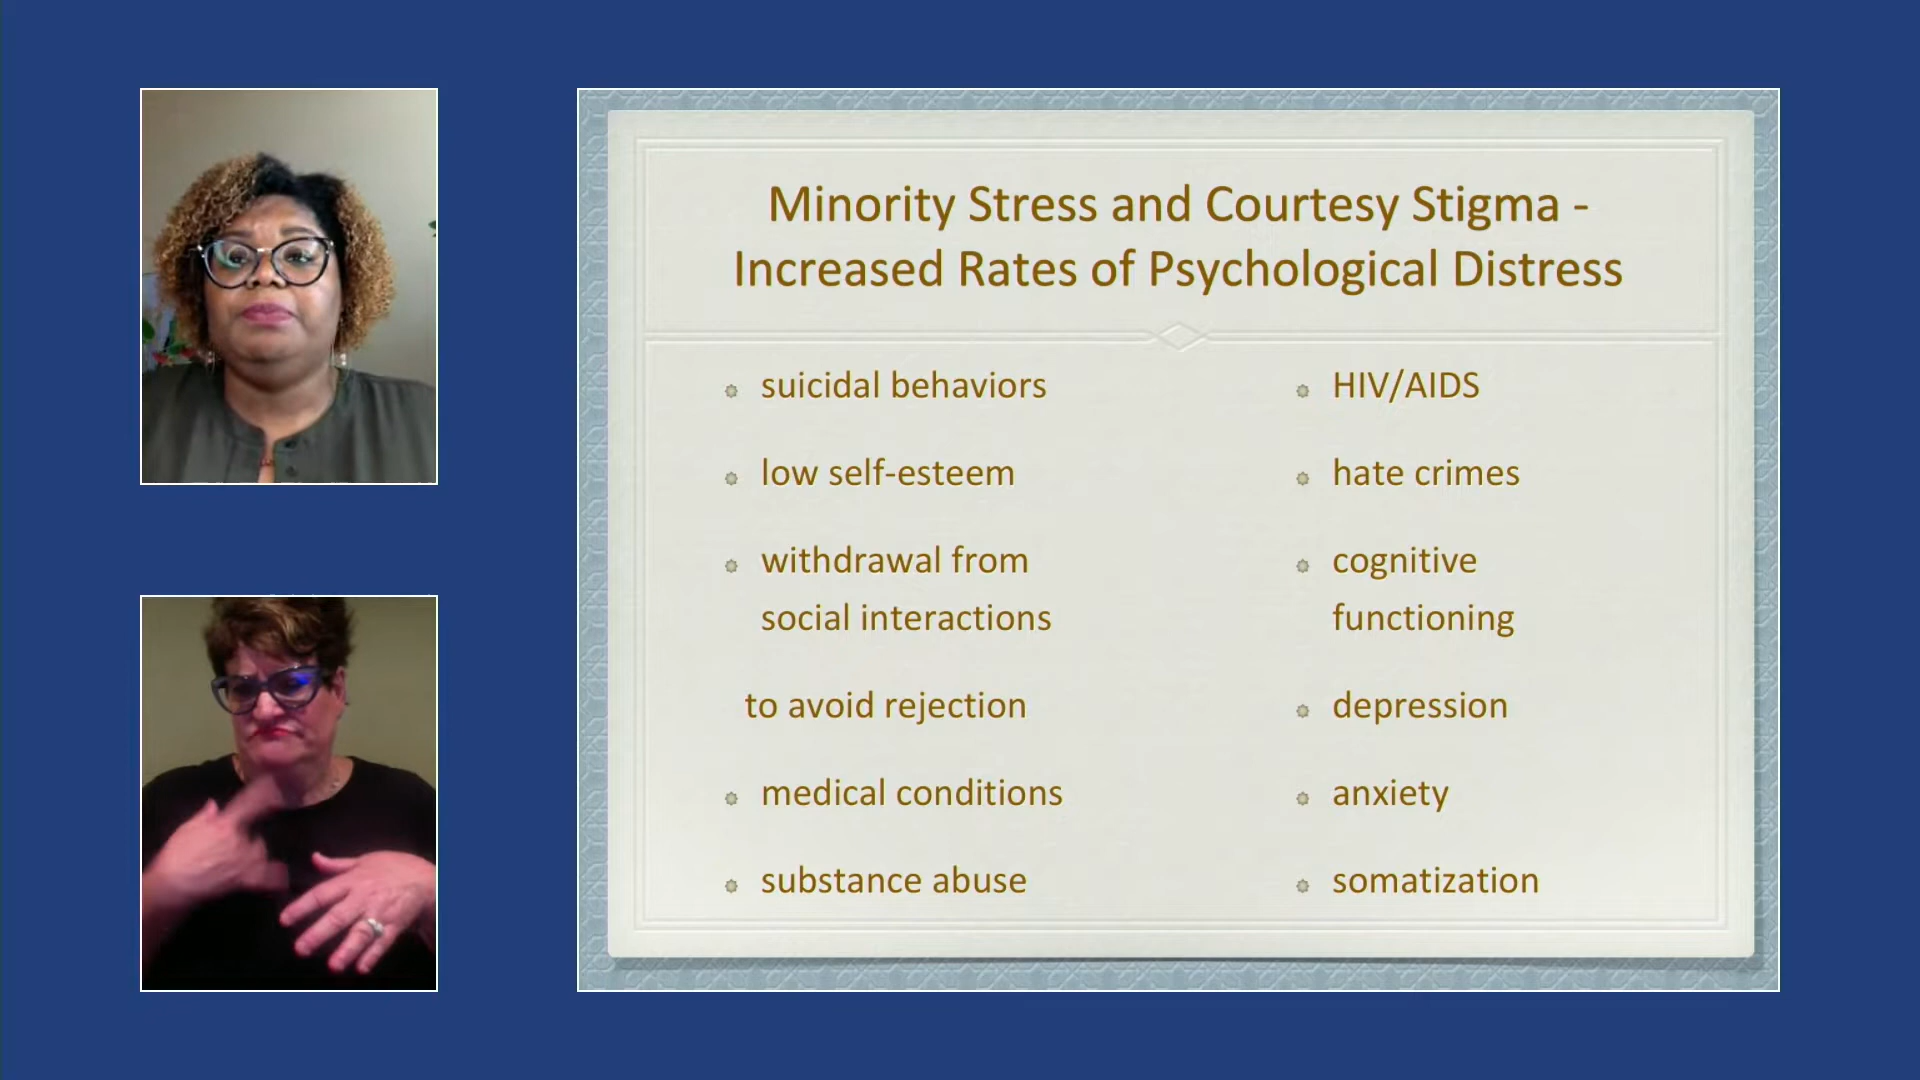 Minority Stress and Courtesy Stigma -
Increased Rates of Psychological Distress
suicidal behaviors
low self-esteem
withdrawal from
social interactions
to avoid rejection
medical conditions
substance abuse
HIV/AIDS
hate crimes
cognitive
functioning
depression
anxiety
somatization